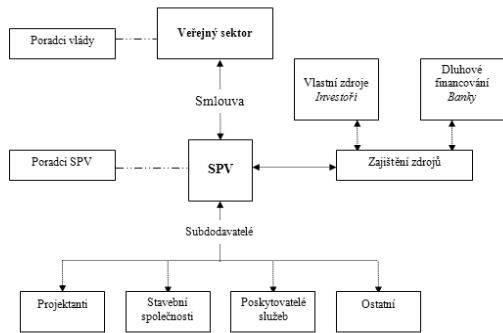 Poradci vlády
Veřejný sektor
Vlastní zdroje
Investoři
Dluhové
financování
Banky
Smlouva
Poradci SPV
SPV
Zajištění zdrojů
Subdodavatelé
Projektanti
Stavební
společnosti
Poskytovatelé
služeb
Ostatní